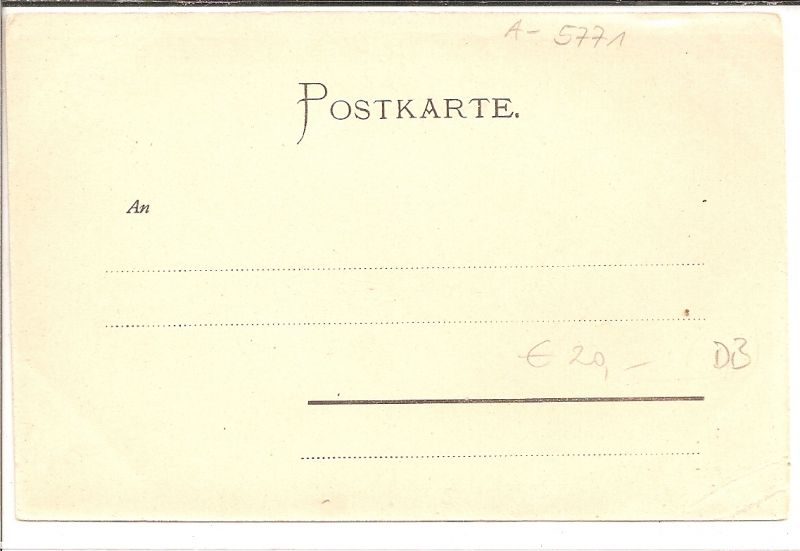 A- 5771
POSTKARTE.
An
€ 20,- DB